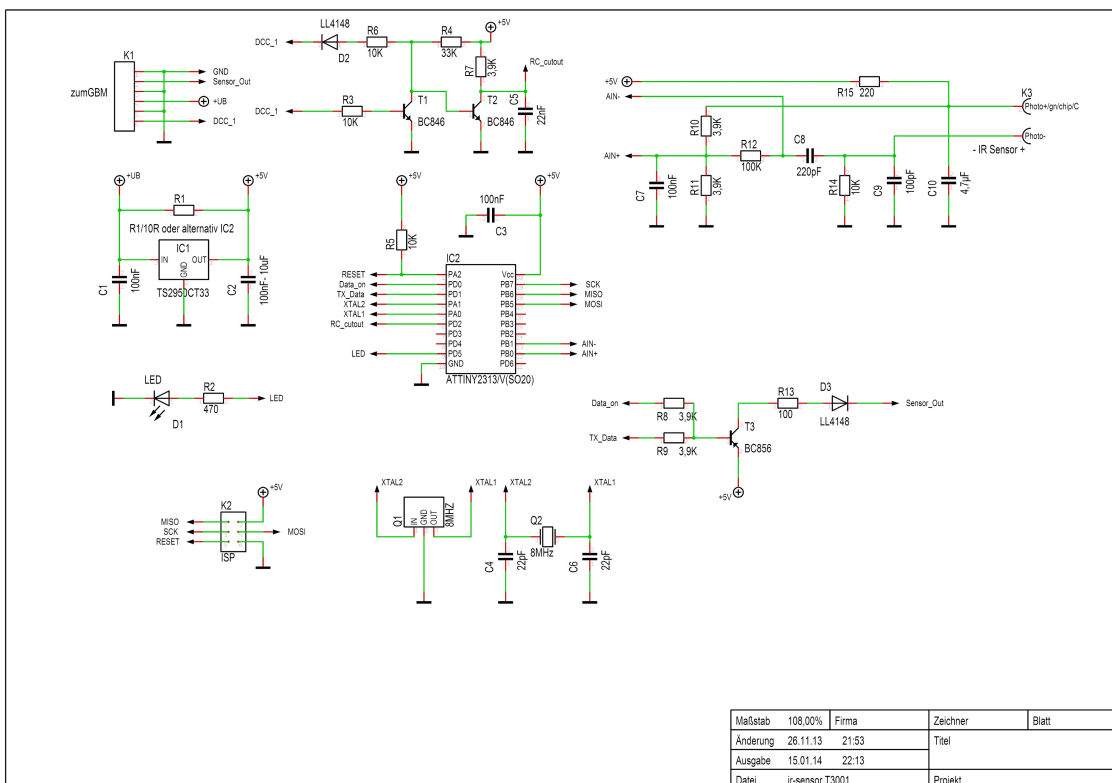 K1
zumGBM
GND
Sensor_Out
+UB
DCC_1
LL4148
D2
DCC_1
R6
10K
R4
33K
+5V
R7
3,9K
RC_cutout
C5
22nF
DCC_1
R3
10K
T1
BC846
T2
BC846
+5V
R15
220
AIN-
K3
Photo+/gn/chip/C
Photo-
- IR Sensor +
R10
3,9K
AIN+
R12
100K
C8
220pF
C7
100nF
R11
3,9K
R14
10K
C9
100pF
C10
4,7µF
+UB
+5V
R1
R1/10R oder alternativ IC2
IC1
IN
OUT
GND
TS2950CT33
C1
100nF
C2
100nF- 10uF
+5V
+5V
100nF
C3
R5
10K
IC2
RESET
PA2
Vcc
Data_on
PD0
PB7
SCK
TX_Data
PD1
PB6
MISO
XTAL2
PA1
PB5
MOSI
XTAL1
PA0
PB4
RC_cutout
PD2
PB3
PD3
PB2
PD4
PB1
AIN-
LED
PD5
PB0
AIN+
GND
PD6
ATTINY2313/V(SO20)
LED
D1
R2
470
LED
Data_on
R8
3,9K
TX_Data
R9
3,9K
R13
100
D3
LL4148
Sensor_Out
T3
BC856
+5V
K2
+5V
MISO
SCK
RESET
MOSI
ISP
XTAL2
XTAL1
Q1
IN
GND
OUT
8MHZ
XTAL2
XTAL1
Q2
8MHz
C4
22pF
C6
22pF
Maßstab 108,00% Firma Zeichner Blatt
Änderung 26.11.13 21:53 Titel
Ausgabe 15.01.14 22:13
Datei ir-sensor T3001 Projekt